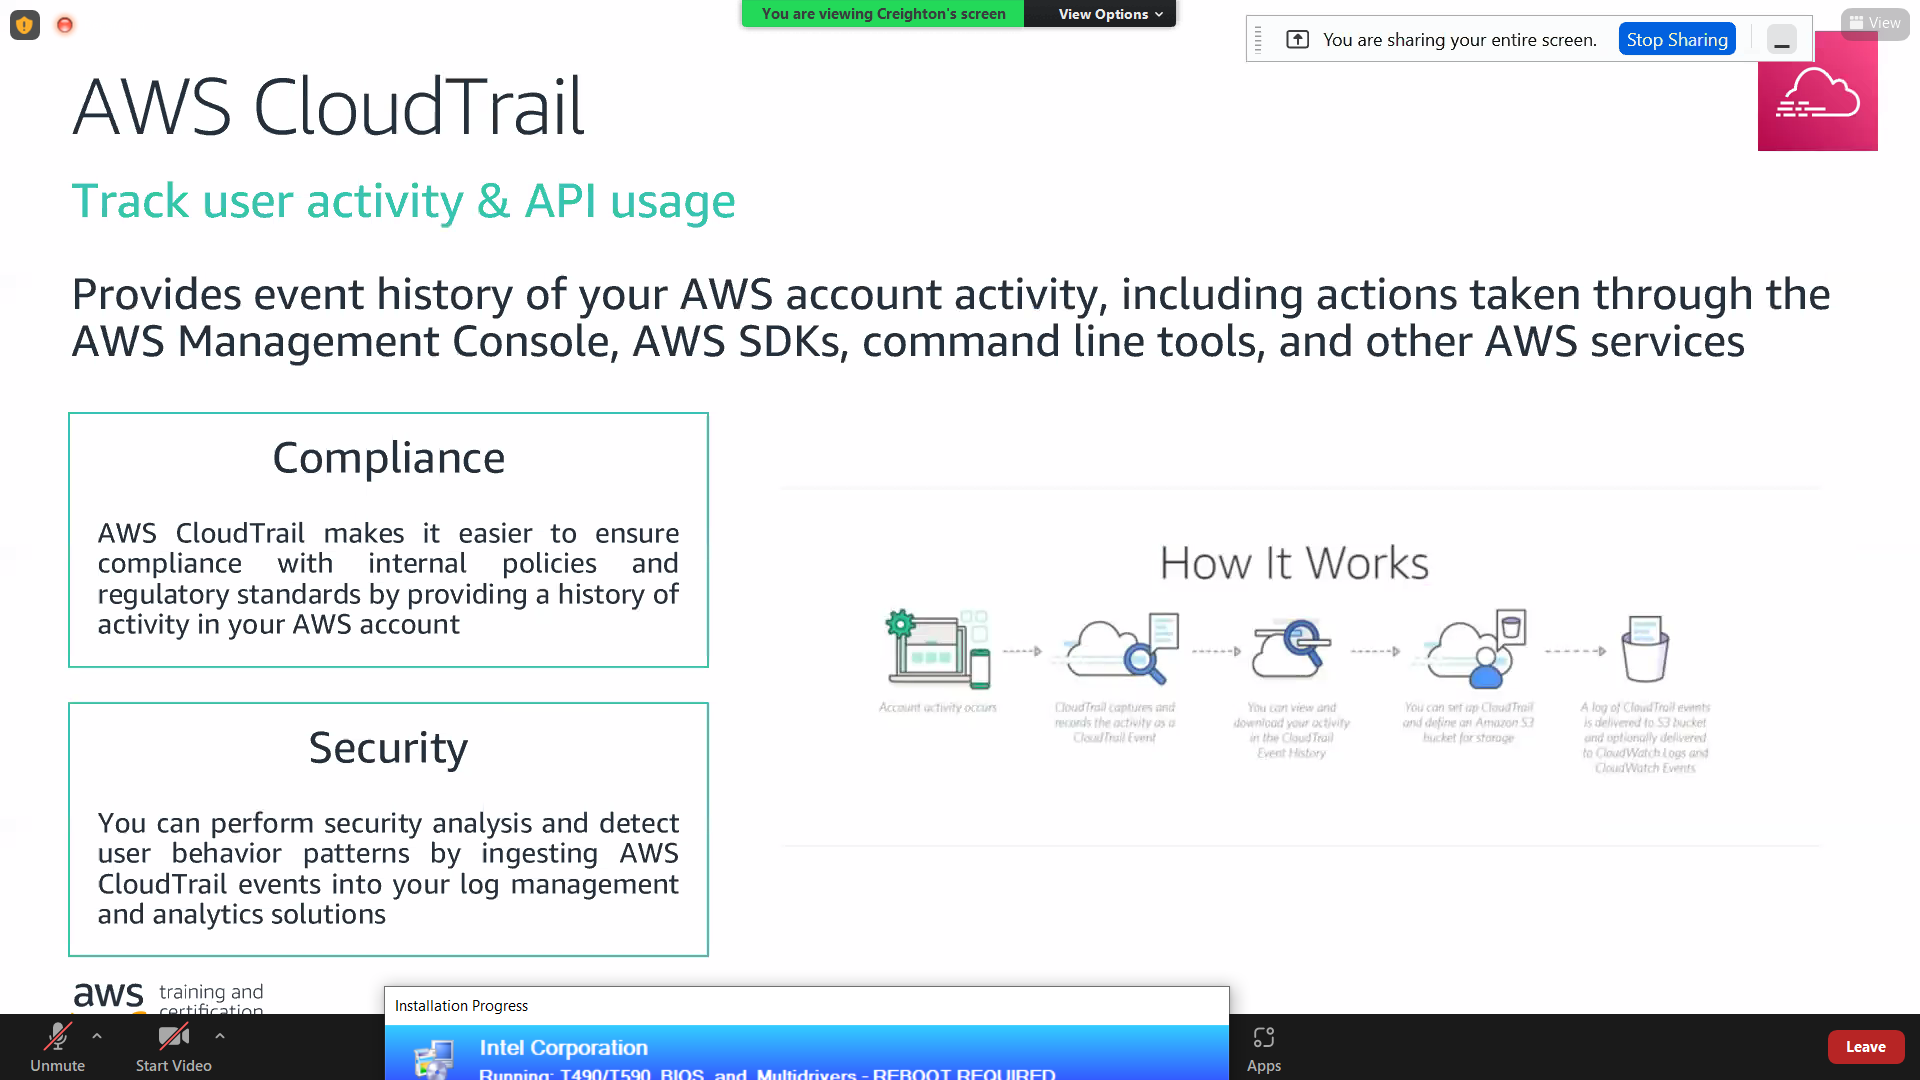 You are viewing Creighton's screen
View Options
You are sharing your entire screen.
Stop Sharing
View
AWS CloudTrail
Track user activity & API usage
Provides event history of your AWS account activity, including actions taken through the
AWS Management Console, AWS SDKs, command line tools, and other AWS services
Compliance
AWS CloudTrail makes it easier to ensure
compliance with internal policies and
regulatory standards by providing a history of
activity in your AWS account
Security
You can perform security analysis and detect
user behavior patterns by ingesting AWS
CloudTrail events into your log management
and analytics solutions
How It Works
Account activity occurs
CloudTrail captures and
records the activity as a
CloudTrail Event
You can view and
download your activity
in the CloudTrail
Event History
You can set up CloudTrail
and define an Amazon S3
bucket for storage
A log of CloudTrail events
is delivered to S3 bucket
and optionally delivered
to CloudWatch Logs and
CloudWatch Events
aws training and
certification
Installation Progress
Intel Corporation
Running: T490/T590_BIOS_and_Multidrivers - REBOOT REQUIRED
Unmute
Start Video
Apps
Leave